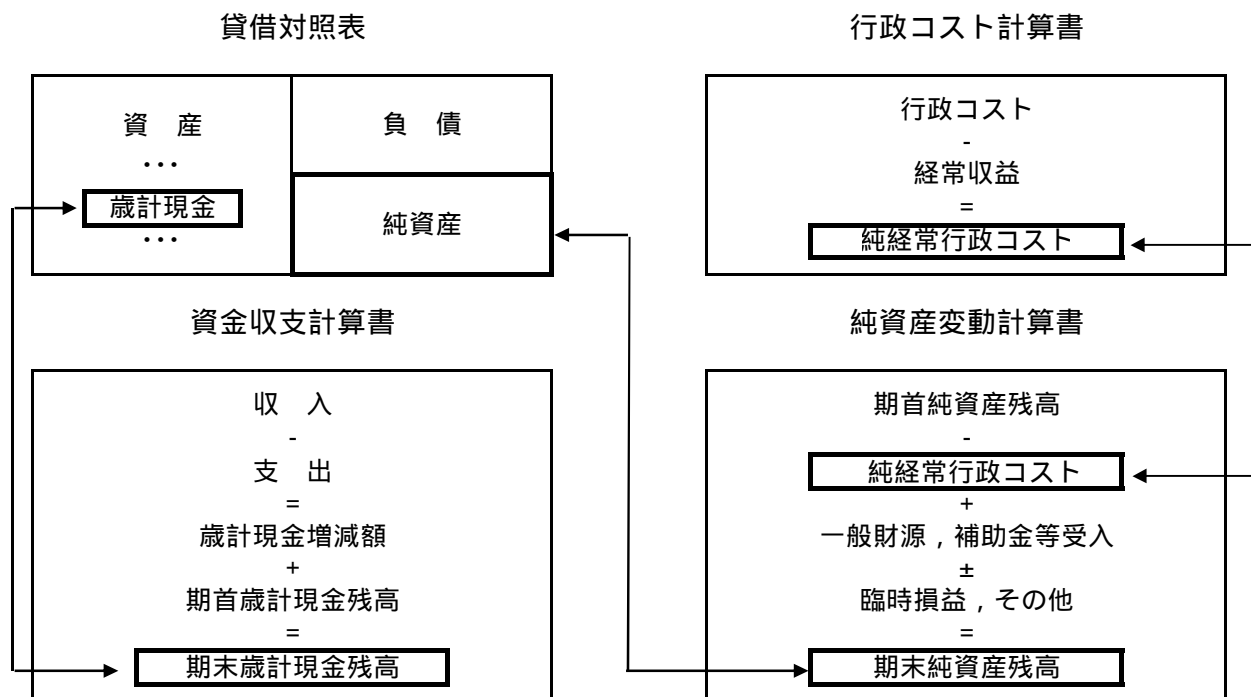 貸借対照表
資 産
・・・
歳計現金
・・・
負 債
純資産
行政コスト計算書
行政コスト
-
経常収益
=
純経常行政コスト
資金収支計算書
収 入
-
支 出
=
歳計現金増減額
+
期首歳計現金残高
=
期末歳計現金残高
純資産変動計算書
期首純資産残高
-
純経常行政コスト
+
一般財源，補助金等受入
±
臨時損益，その他
=
期末純資産残高